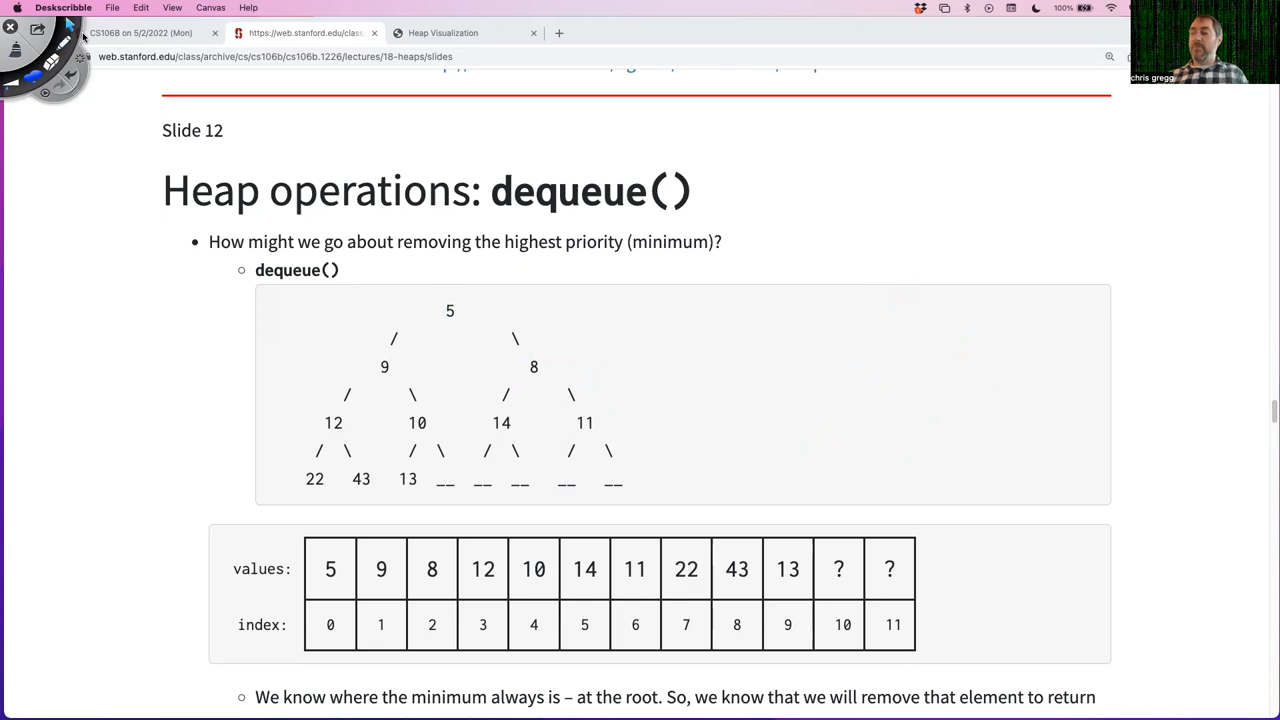 Deskscribble File Edit View Canvas Help 100%
CS106B on 5/2/2022 (Mon) https://web.stanford.edu/class Heap Visualization
web.stanford.edu/class/archive/cs/cs106b/cs106b.1226/lectures/18-heaps/slides
chris gregg
Slide 12
Heap operations: dequeue()
How might we go about removing the highest priority (minimum)?
dequeue()
5
/ \
9 8
/ \ / \
12 10 14 11
/ \ / \ / \ / \
22 43 13 __ __ __ __ __
values: 5 9 8 12 10 14 11 22 43 13 ? ?
index: 0 1 2 3 4 5 6 7 8 9 10 11
We know where the minimum always is – at the root. So, we know that we will remove that element to return